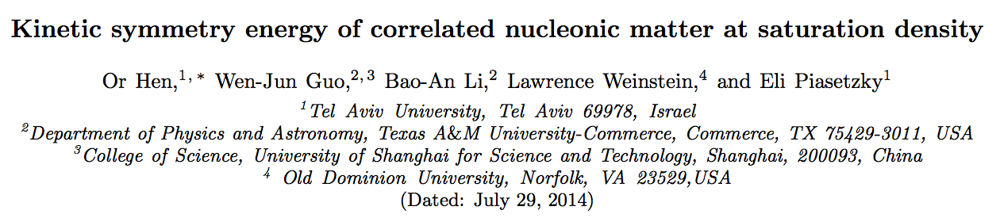 Kinetic symmetry energy of correlated nucleonic matter at saturation density
Or Hen,1, * Wen-Jun Guo,2, 3 Bao-An Li,2 Lawrence Weinstein,4 and Eli Piasetzky1
1 Tel Aviv University, Tel Aviv 69978, Israel
2 Department of Physics and Astronomy, Texas A&M University-Commerce, Commerce, TX 75429-3011, USA
3 College of Science, University of Shanghai for Science and Technology, Shanghai, 200093, China
4 Old Dominion University, Norfolk, VA 23529,USA
(Dated: July 29, 2014)